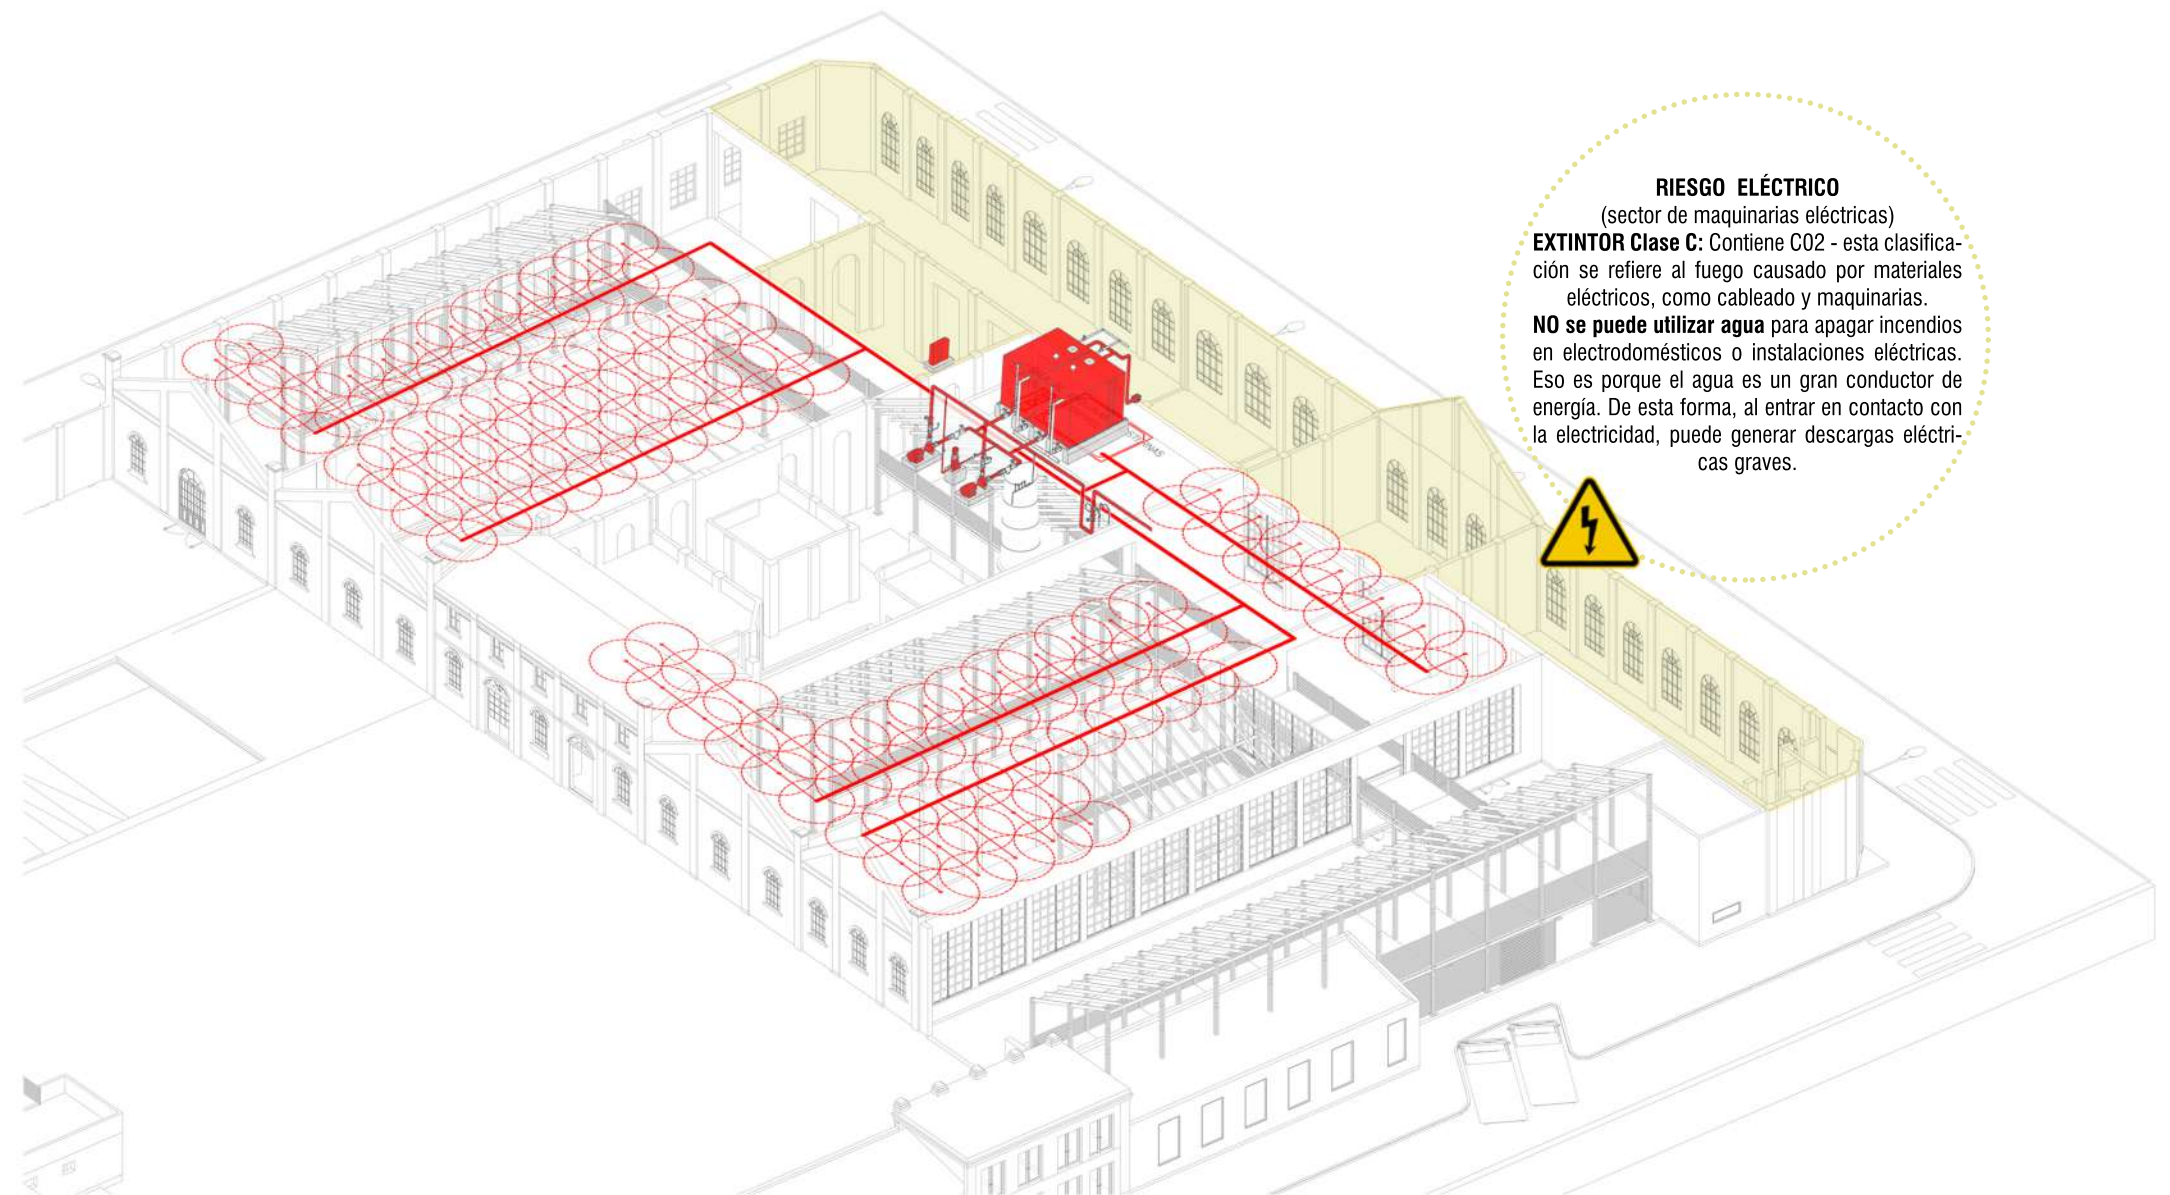 RIESGO ELÉCTRICO
(sector de maquinarias eléctricas)
EXTINTOR Clase C: Contiene C02 - esta clasifica-
ción se refiere al fuego causado por materiales
eléctricos, como cableado y maquinarias.
NO se puede utilizar agua para apagar incendios
en electrodomésticos o instalaciones eléctricas.
Eso es porque el agua es un gran conductor de
energía. De esta forma, al entrar en contacto con
la electricidad, puede generar descargas eléctri-
cas graves.